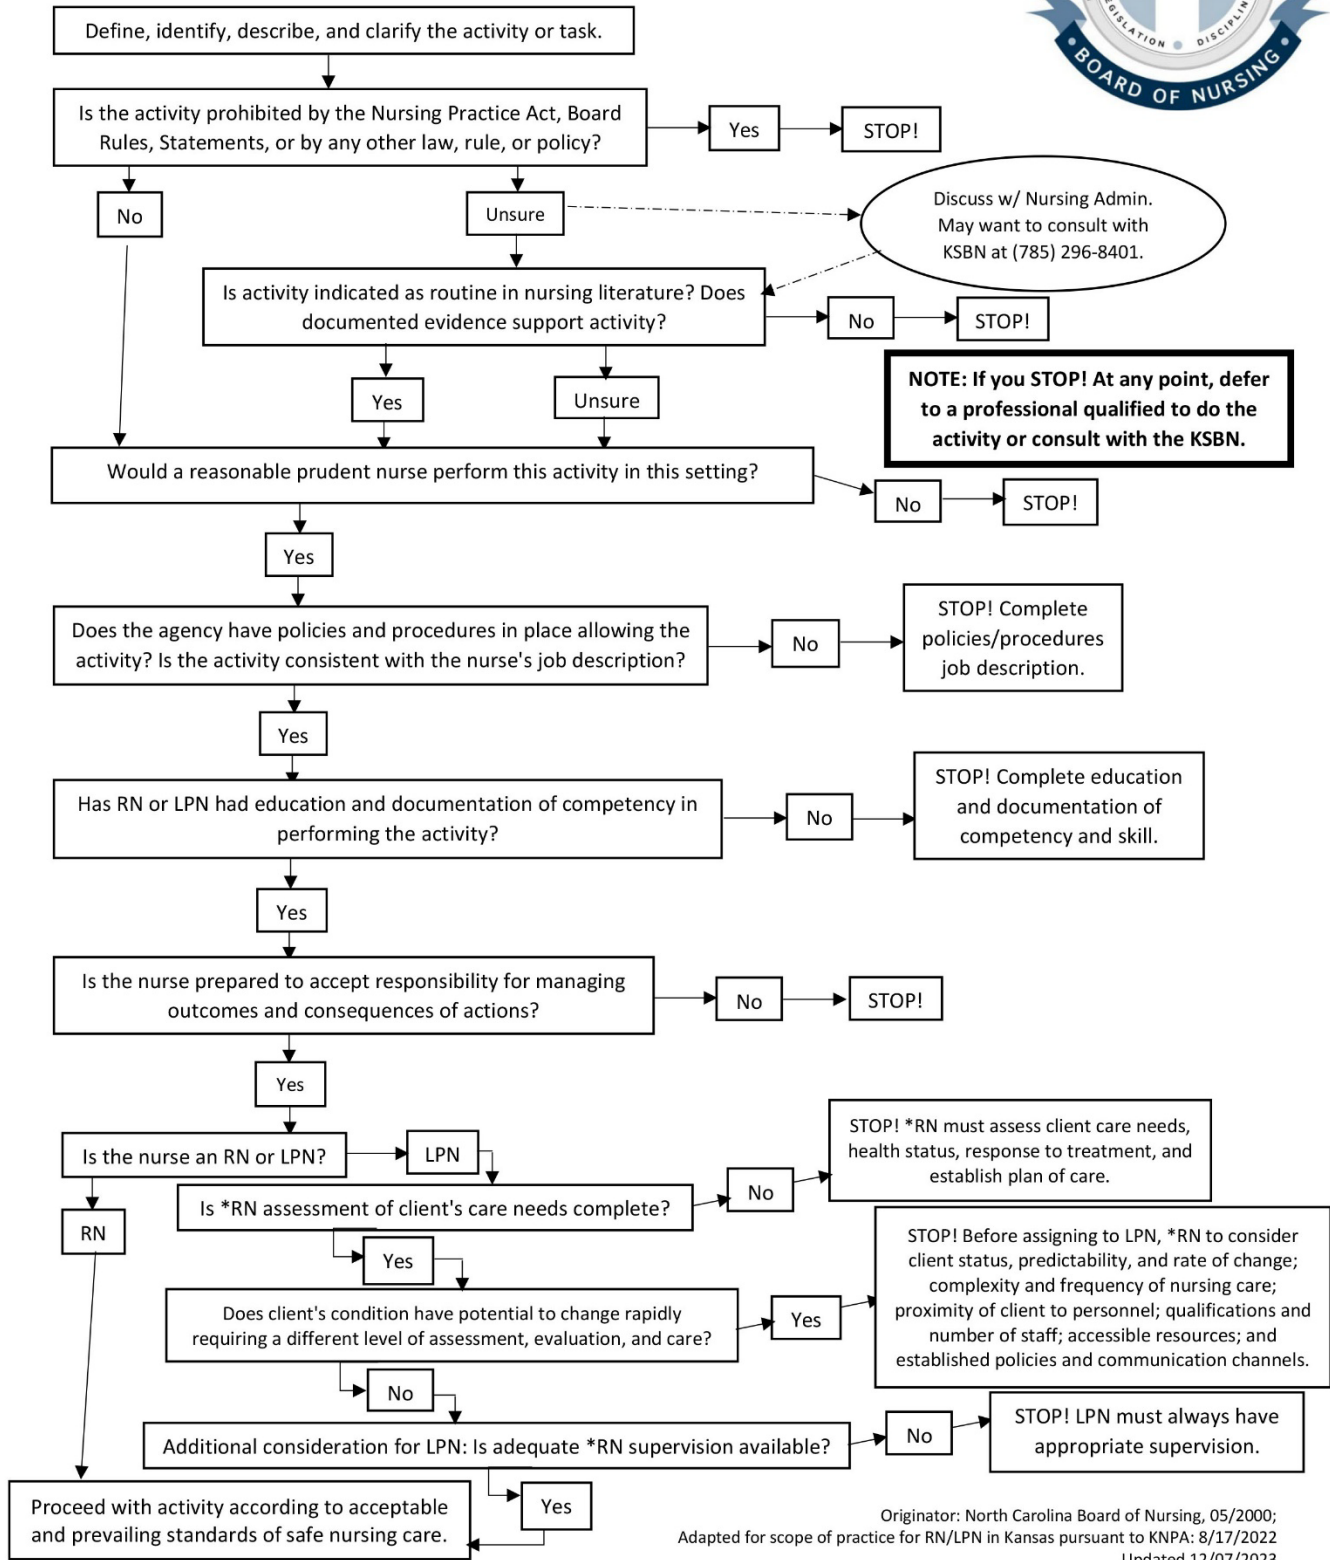 EGISLATION DISCIPLIN
BOARD OF NURSING
Define, identify, describe, and clarify the activity or task.
Is the activity prohibited by the Nursing Practice Act, Board
Rules, Statements, or by any other law, rule, or policy?
Yes
STOP!
No
Unsure
Discuss w/ Nursing Admin.
May want to consult with
KSBN at (785) 296-8401.
Is activity indicated as routine in nursing literature? Does
documented evidence support activity?
No
STOP!
Yes
Unsure
NOTE: If you STOP! At any point, defer
to a professional qualified to do the
activity or consult with the KSBN.
Would a reasonable prudent nurse perform this activity in this setting?
No
STOP!
Yes
Does the agency have policies and procedures in place allowing the
activity? Is the activity consistent with the nurse's job description?
No
STOP! Complete
policies/procedures
job description.
Yes
Has RN or LPN had education and documentation of competency in
performing the activity?
No
STOP! Complete education
and documentation of
competency and skill.
Yes
Is the nurse prepared to accept responsibility for managing
outcomes and consequences of actions?
No
STOP!
Yes
Is the nurse an RN or LPN?
LPN
RN
Is *RN assessment of client's care needs complete?
No
STOP! *RN must assess client care needs,
health status, response to treatment, and
establish plan of care.
Yes
Does client's condition have potential to change rapidly
requiring a different level of assessment, evaluation, and care?
Yes
STOP! Before assigning to LPN, *RN to consider
client status, predictability, and rate of change;
complexity and frequency of nursing care;
proximity of client to personnel; qualifications and
number of staff; accessible resources; and
established policies and communication channels.
No
Additional consideration for LPN: Is adequate *RN supervision available?
No
STOP! LPN must always have
appropriate supervision.
Yes
Proceed with activity according to acceptable
and prevailing standards of safe nursing care.
Originator: North Carolina Board of Nursing, 05/2000;
Adapted for scope of practice for RN/LPN in Kansas pursuant to KNPA: 8/17/2022
Updated 12/07/2023